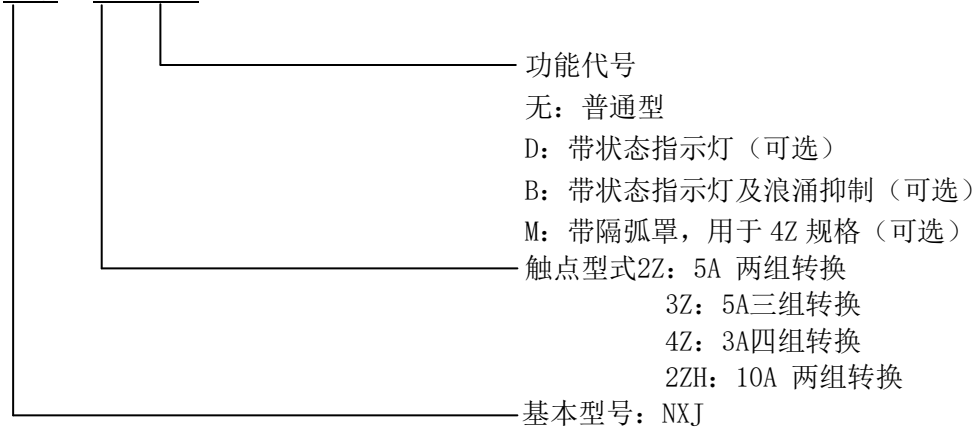 功能代号
无：普通型
D：带状态指示灯（可选）
B：带状态指示灯及浪涌抑制（可选）
M：带隔弧罩，用于 4Z 规格（可选）
触点型式2Z：5A 两组转换
3Z：5A三组转换
4Z：3A四组转换
2ZH：10A 两组转换
基本型号：NXJ